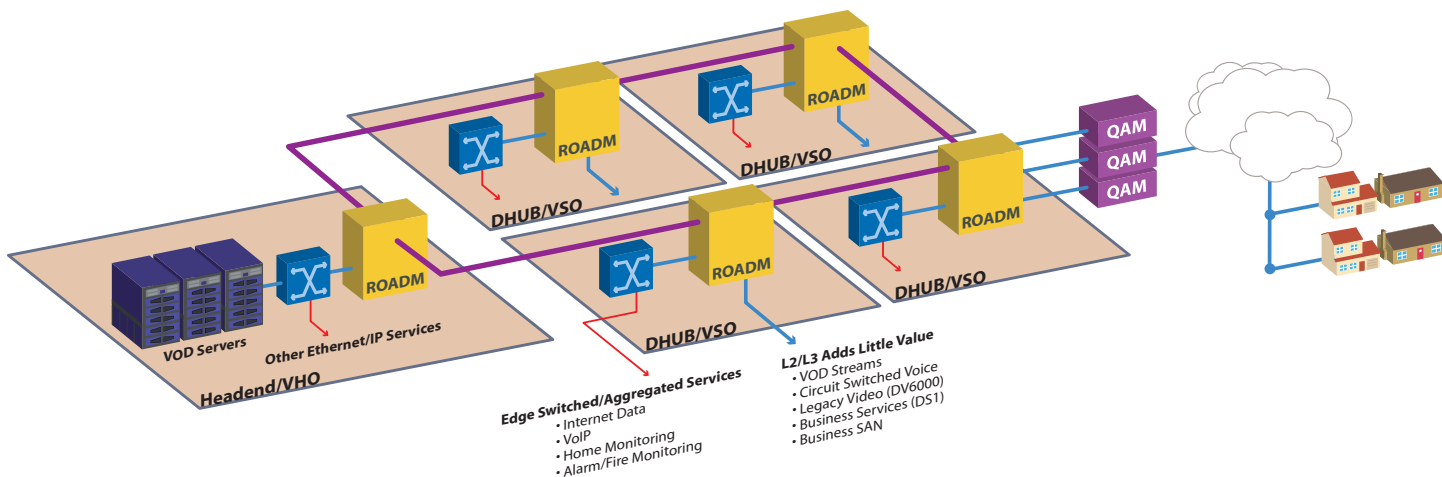 ROADM
DHUB/VSO
ROADM
DHUB/VSO
QAM
QAM
QAM
ROADM
DHUB/VSO
ROADM
DHUB/VSO
ROADM
VOD Servers
Other Ethernet/IP Services
Headend/VHO
Edge Switched/Aggregated Services
• Internet Data
• VoIP
• Home Monitoring
• Alarm/Fire Monitoring
L2/L3 Adds Little Value
• VOD Streams
• Circuit Switched Voice
• Legacy Video (DV6000)
• Business Services (DS1)
• Business SAN